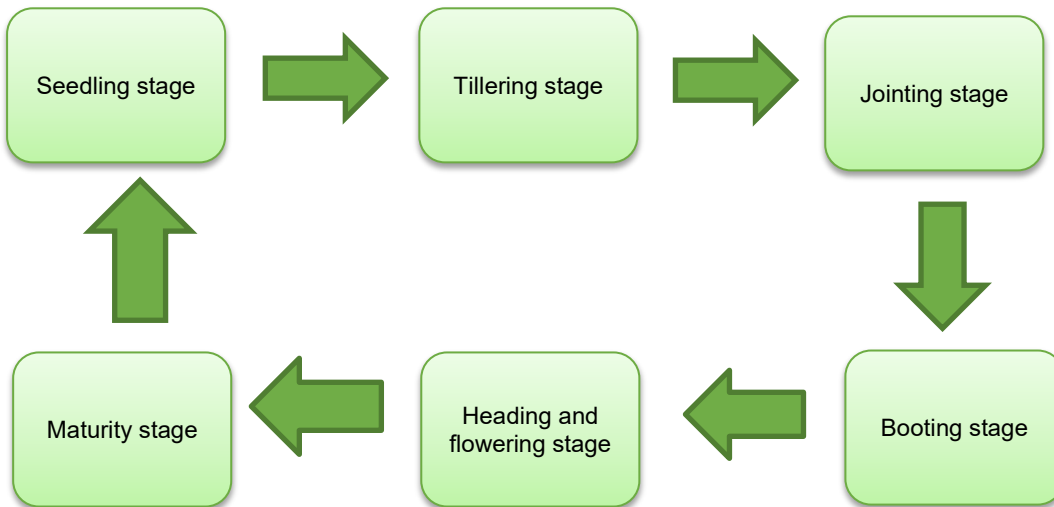 Seedling stage
Tillering stage
Jointing stage
Booting stage
Heading and
flowering stage
Maturity stage